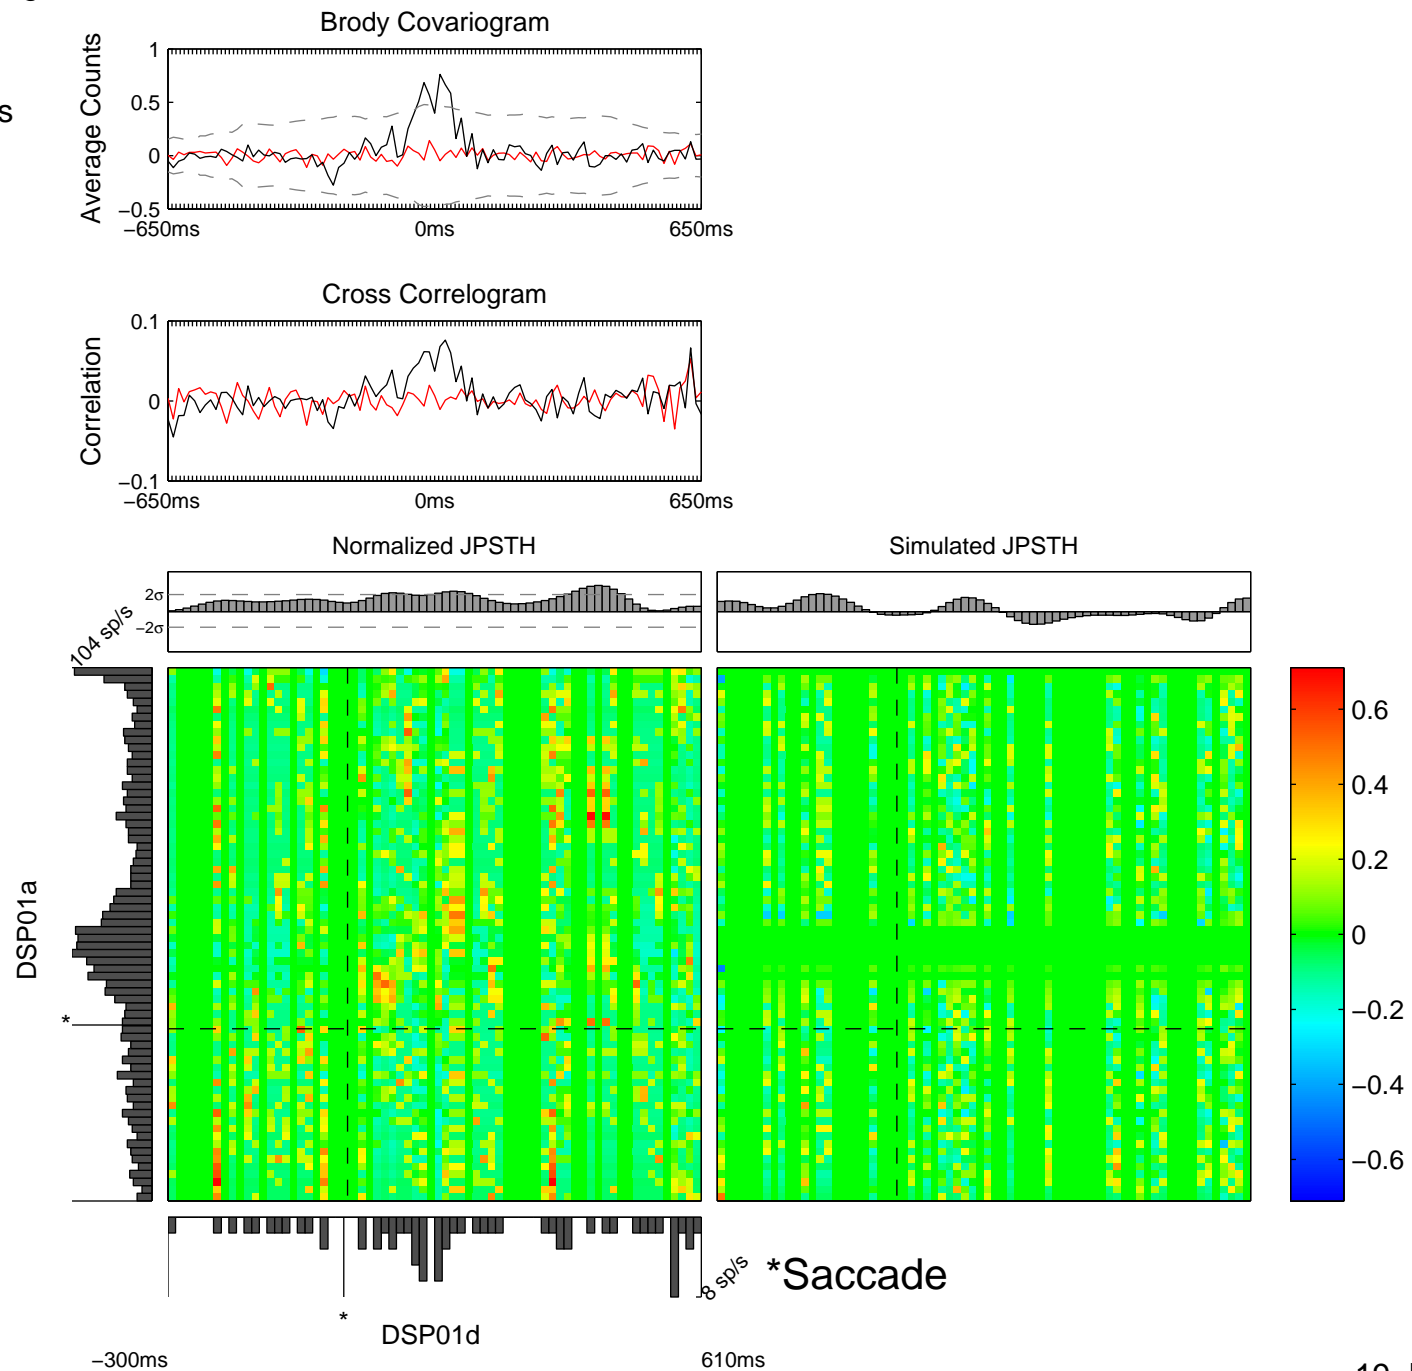 Brody Covariogram
Average Counts
1
0.5
0
−0.5
−650ms
0ms
650ms
s
Cross Correlogram
Correlation
0.1
0
−0.1
−650ms
0ms
650ms
Normalized JPSTH
Simulated JPSTH
2σ
−2σ
104 sp/s
DSP01a
*
0.6
0.4
0.2
0
−0.2
−0.4
−0.6
8 sp/s
*Saccade
*
DSP01d
−300ms
610ms